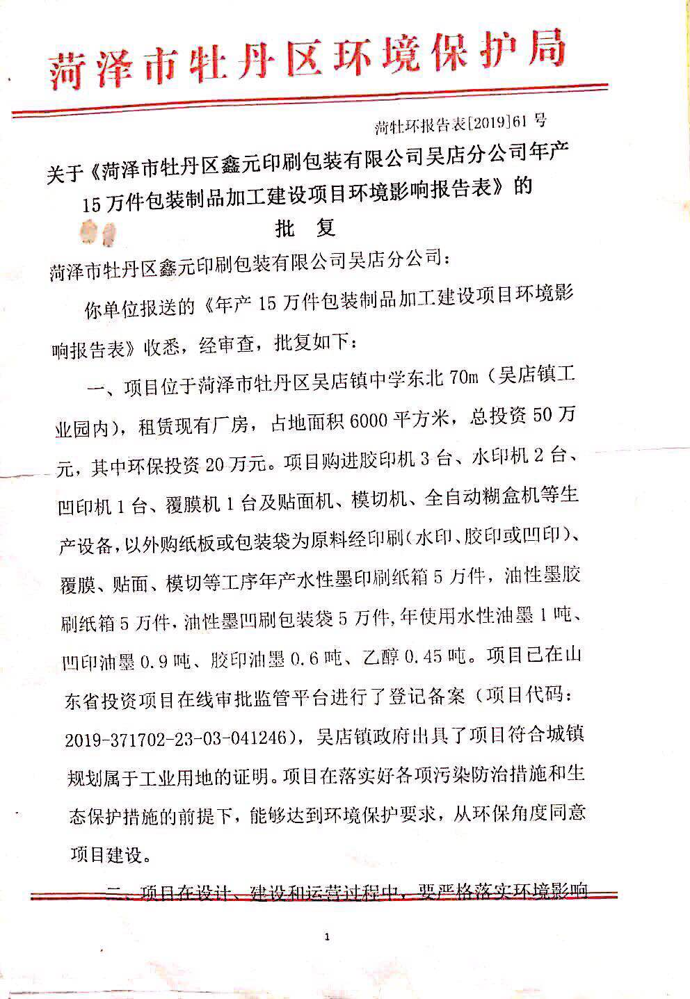 菏泽市牡丹区环境保护局
菏牡环报告表[2019]61号
关于《菏泽市牡丹区鑫元印刷包装有限公司吴店分公司年产
15万件包装制品加工建设项目环境影响报告表》的
批 复
菏泽市牡丹区鑫元印刷包装有限公司吴店分公司：
你单位报送的《年产 15 万件包装制品加工建设项目环境影
响报告表》收悉，经审查，批复如下：
一、项目位于菏泽市牡丹区吴店镇中学东北 70m（吴店镇工
业园内），租赁现有厂房，占地面积 6000 平方米，总投资 50 万
元，其中环保投资 20 万元。项目购进胶印机 3 台、水印机 2 台、
凹印机 1 台、覆膜机 1 台及贴面机、模切机、全自动糊盒机等生
产设备，以外购纸板或包装袋为原料经印刷（水印、胶印或凹印）、
覆膜、贴面、模切等工序年产水性墨印刷纸箱 5 万件，油性墨胶
刷纸箱 5 万件，油性墨凹刷包装袋 5 万件，年使用水性油墨 1 吨、
凹印油墨 0.9 吨、胶印油墨 0.6 吨、乙醇 0.45 吨。项目已在山
东省投资项目在线审批监管平台进行了登记备案（项目代码：
2019-371702-23-03-041246），吴店镇政府出具了项目符合城镇
规划属于工业用地的证明。项目在落实好各项污染防治措施和生
态保护措施的前提下，能够达到环境保护要求，从环保角度同意
项目建设。
二、项目在设计、建设和运营过程中，要严格落实环境影响
1